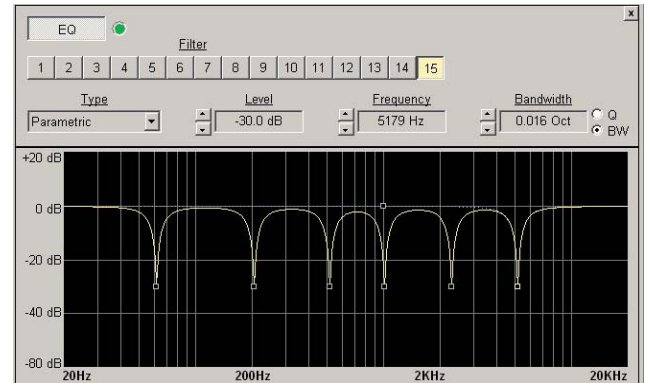 x
EQ
Filter
1 2 3 4 5 6 7 8 9 10 11 12 13 14 15
Type Level Frequency Bandwidth
Parametric -30.0 dB 5179 Hz 0.016 Oct Q
BW
+20 dB
0 dB
-20 dB
-40 dB
-80 dB
20Hz 200Hz 2KHz 20KHz